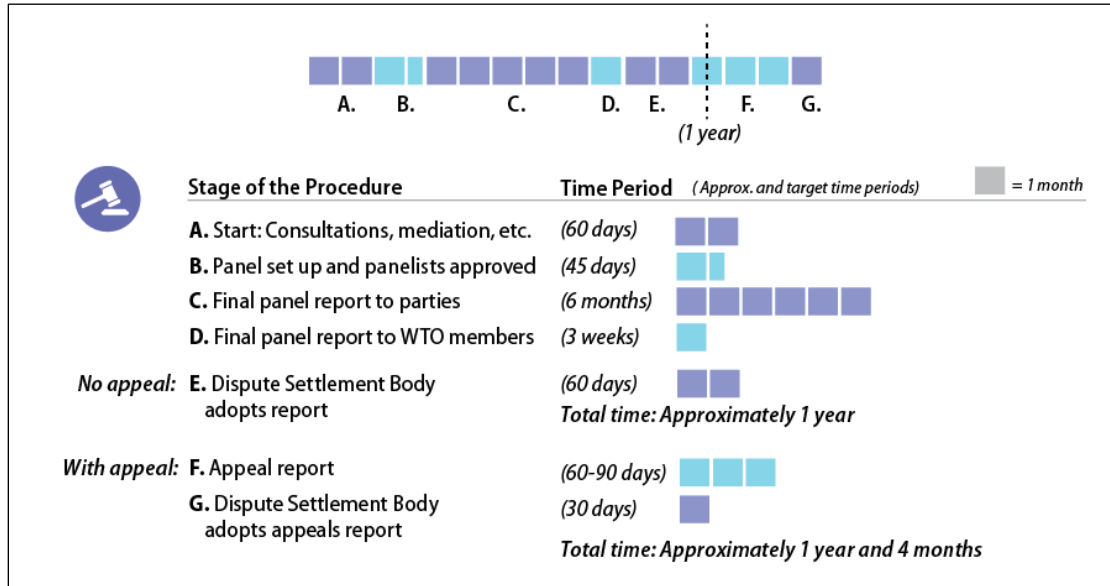 A. B. C. D. E. F. G.
(1 year)
Stage of the Procedure Time Period ( Approx. and target time periods) = 1 month
A. Start: Consultations, mediation, etc. (60 days)
B. Panel set up and panelists approved (45 days)
C. Final panel report to parties (6 months)
D. Final panel report to WTO members (3 weeks)
No appeal: E. Dispute Settlement Body (60 days)
adopts report
Total time: Approximately 1 year
With appeal: F. Appeal report (60-90 days)
G. Dispute Settlement Body (30 days)
adopts appeals report
Total time: Approximately 1 year and 4 months